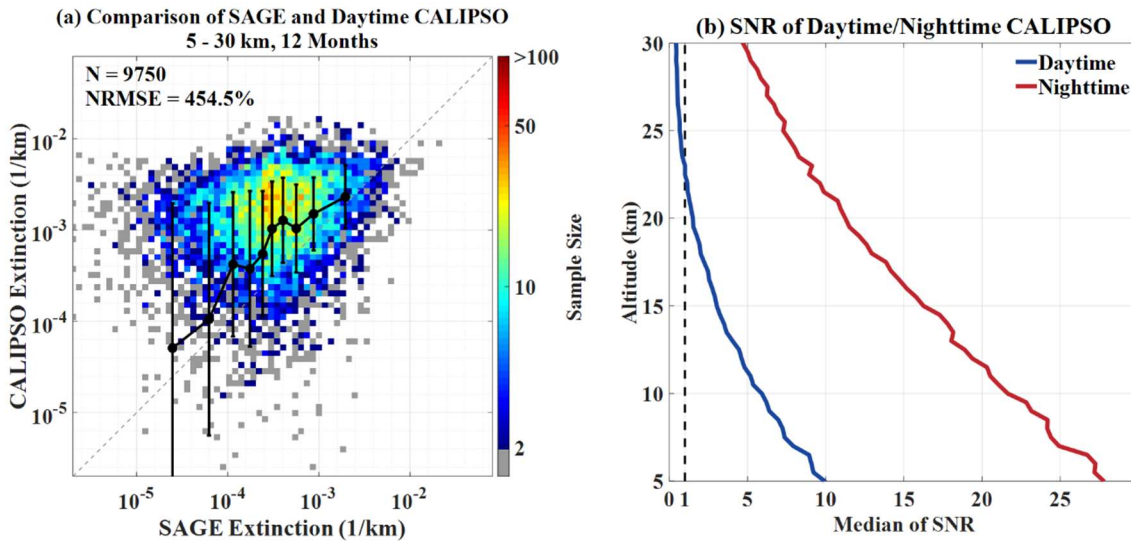 (a) Comparison of SAGE and Daytime CALIPSO
5 - 30 km, 12 Months
N = 9750
NRMSE = 454.5%
CALIPSO Extinction (1/km)
10⁻²
10⁻³
10⁻⁴
10⁻⁵
10⁻⁵ 10⁻⁴ 10⁻³ 10⁻²
SAGE Extinction (1/km)
>100
50
10
2
Sample Size
(b) SNR of Daytime/Nighttime CALIPSO
Daytime
Nighttime
Altitude (km)
30
25
20
15
10
5
0 1 5 10 15 20 25
Median of SNR